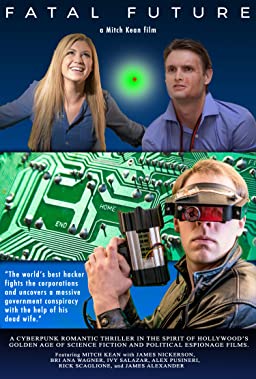 FATAL FUTURE
a Mitch Kean film
HOME
END
"The world's best hacker
fights the corporations
and uncovers a massive
government conspiracy
with the help of his
dead wife."
A CYBERPUNK ROMANTIC THRILLER IN THE SPIRIT OF HOLLYWOOD'S
GOLDEN AGE OF SCIENCE FICTION AND POLITICAL ESPIONAGE FILMS.
Featuring MITCH KEAN with JAMES NICKERSON,
BRI ANA WAGNER, IVY SALAZAR, ALEX PUSINERI,
RICK SCAGLIONE, and JAMES ALEXANDER